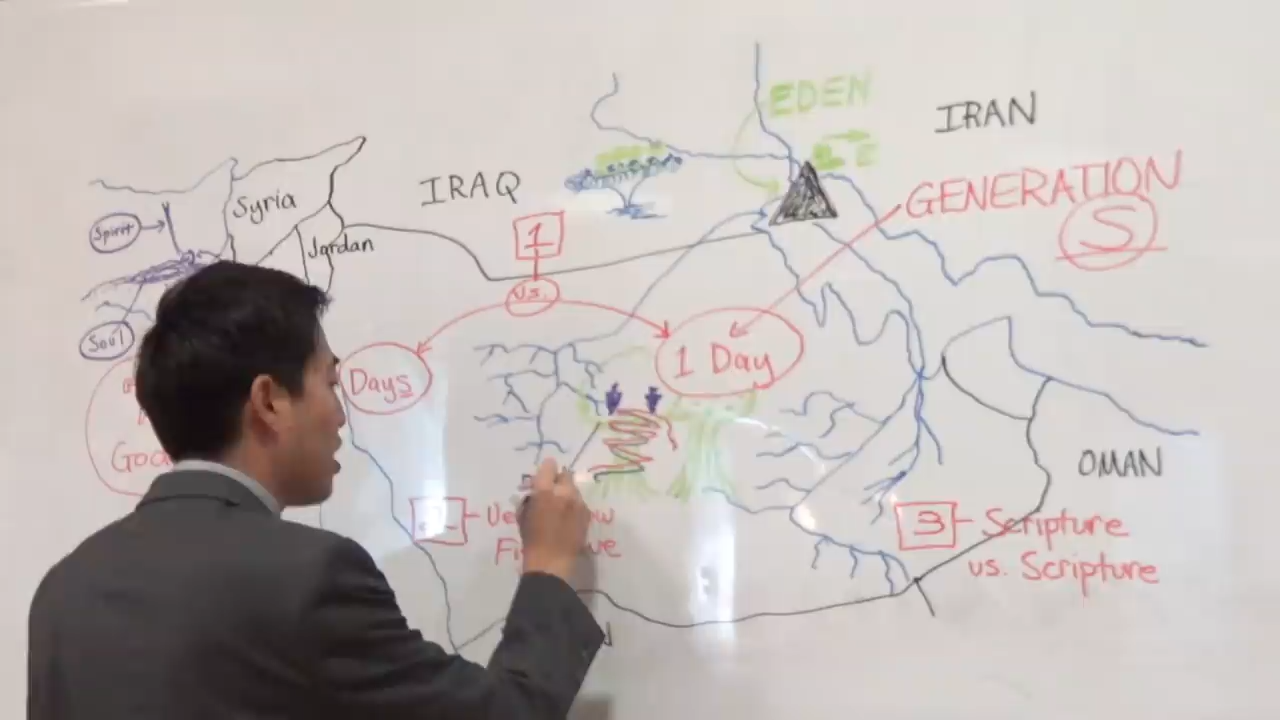 EDEN
IRAN
IRAQ
Syria
GENERATION
S
Spirit
1
Jordan
vs.
Soul
Days
1 Day
OMAN
3 Scripture
vs. Scripture